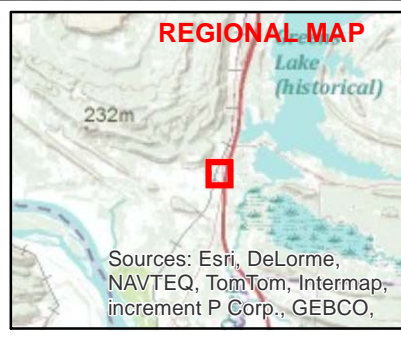 REGIONAL MAP
Lake
(historical)
232m
Sources: Esri, DeLorme,
NAVTEQ, TomTom, Intermap,
increment P Corp., GEBCO,